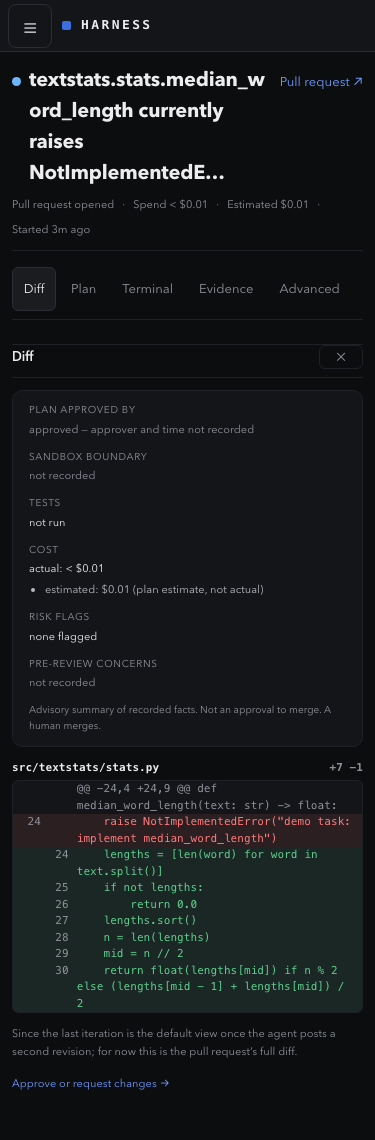 HARNESS
textstats.stats.median_w
ord_length currently
raises
NotImplementedE...
Pull request ↗
Pull request opened · Spend < $0.01 · Estimated $0.01 ·
Started 3m ago
Diff Plan Terminal Evidence Advanced
Diff
PLAN APPROVED BY
approved — approver and time not recorded
SANDBOX BOUNDARY
not recorded
TESTS
not run
COST
actual: < $0.01
• estimated: $0.01 (plan estimate, not actual)
RISK FLAGS
none flagged
PRE-REVIEW CONCERNS
not recorded
Advisory summary of recorded facts. Not an approval to merge. A
human merges.
src/textstats/stats.py +7 −1
@@ -24,4 +24,9 @@ def
median_word_length(text: str) -> float:
24 raise NotImplementedError("demo task:
implement median_word_length")
24 lengths = [len(word) for word in
text.split()]
25 if not lengths:
26 return 0.0
27 lengths.sort()
28 n = len(lengths)
29 mid = n // 2
30 return float(lengths[mid]) if n % 2
else (lengths[mid - 1] + lengths[mid]) /
2
Since the last iteration is the default view once the agent posts a
second revision; for now this is the pull request's full diff.
Approve or request changes →